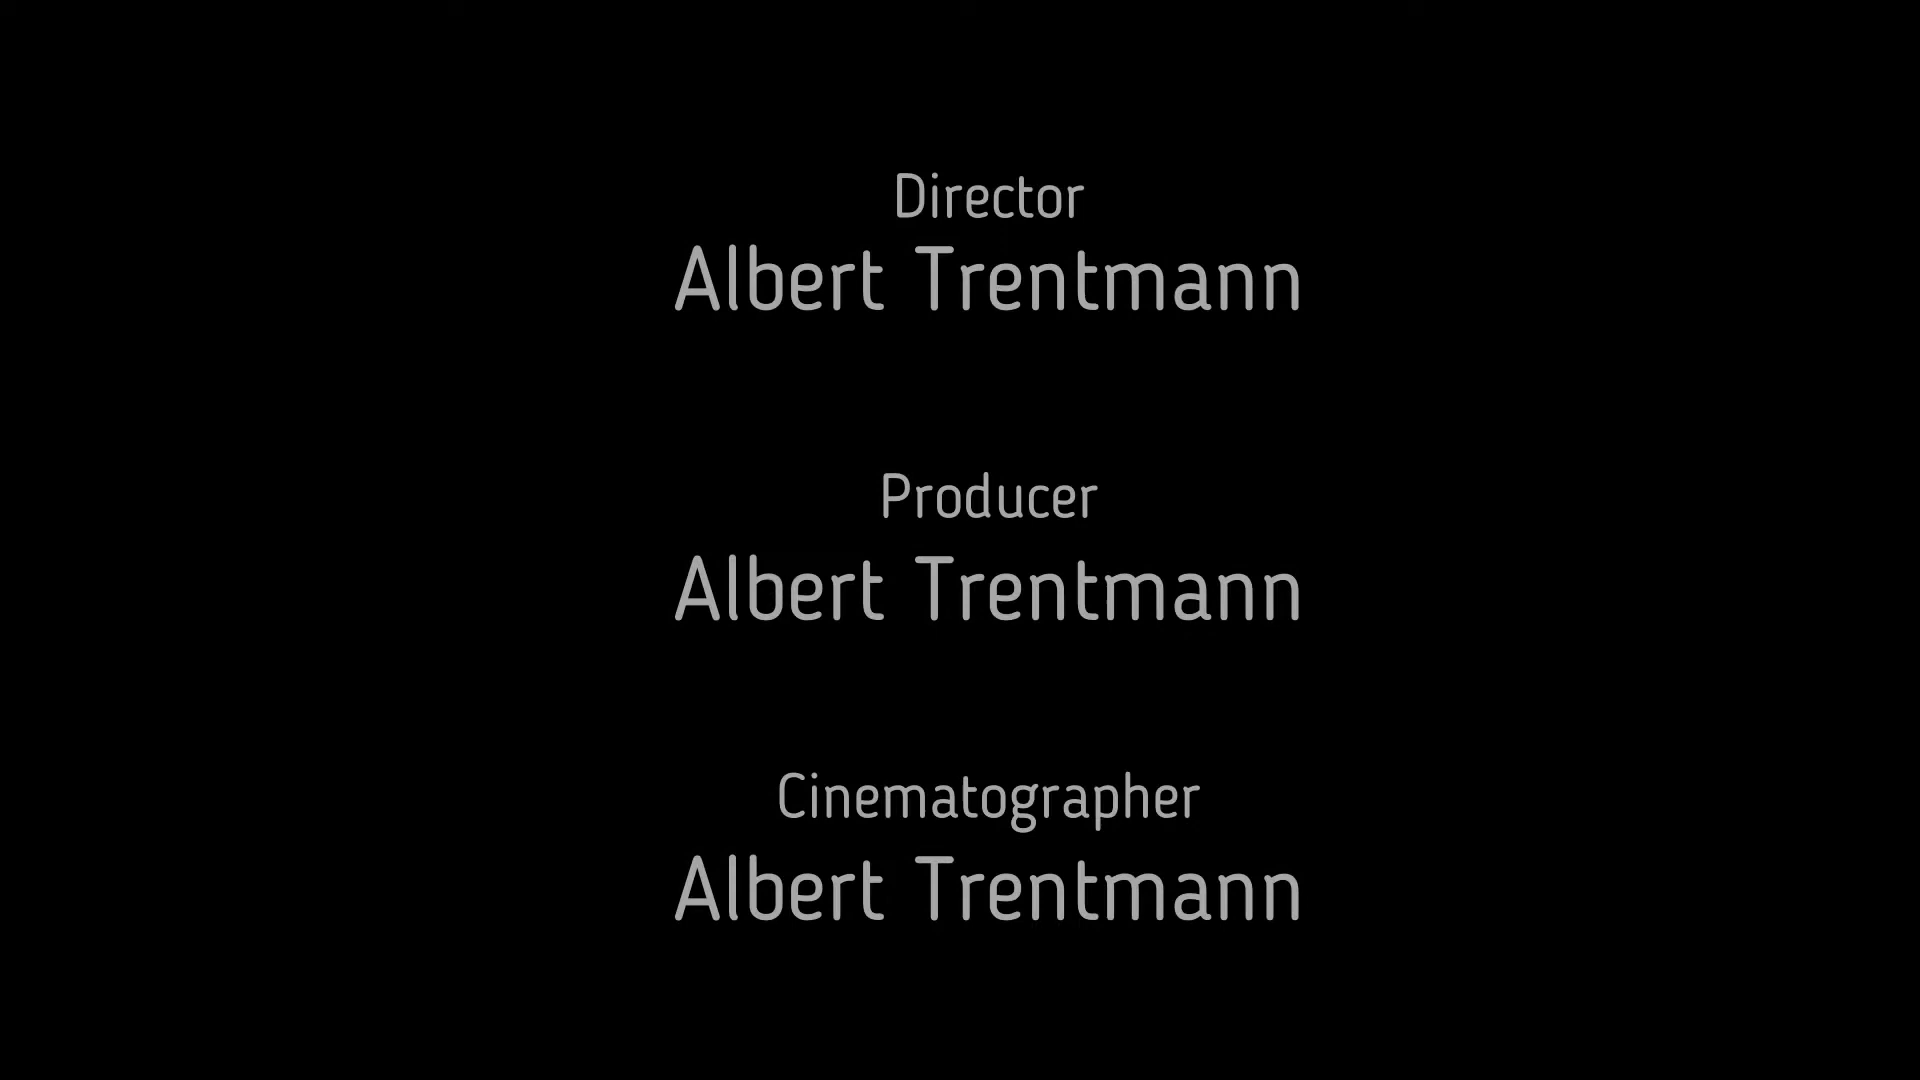 Director
Albert Trentmann
Producer
Albert Trentmann
Cinematographer
Albert Trentmann